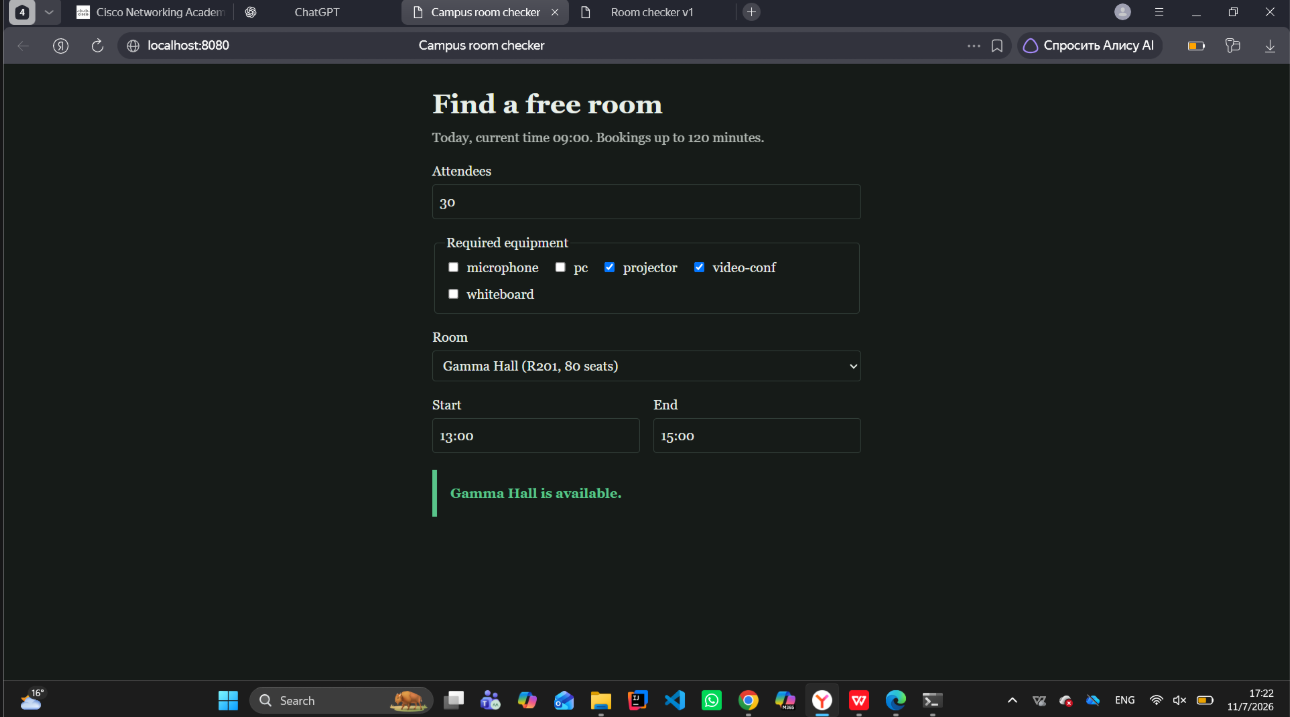 4
Cisco Networking Academ
ChatGPT
Campus room checker
Room checker v1
localhost:8080
Campus room checker
Спросить Алису AI
Find a free room
Today, current time 09:00. Bookings up to 120 minutes.
Attendees
30
Required equipment
microphone pc projector video-conf
whiteboard
Room
Gamma Hall (R201, 80 seats)
Start End
13:00 15:00
Gamma Hall is available.
16°
Search
ENG
17:22
11/7/2026